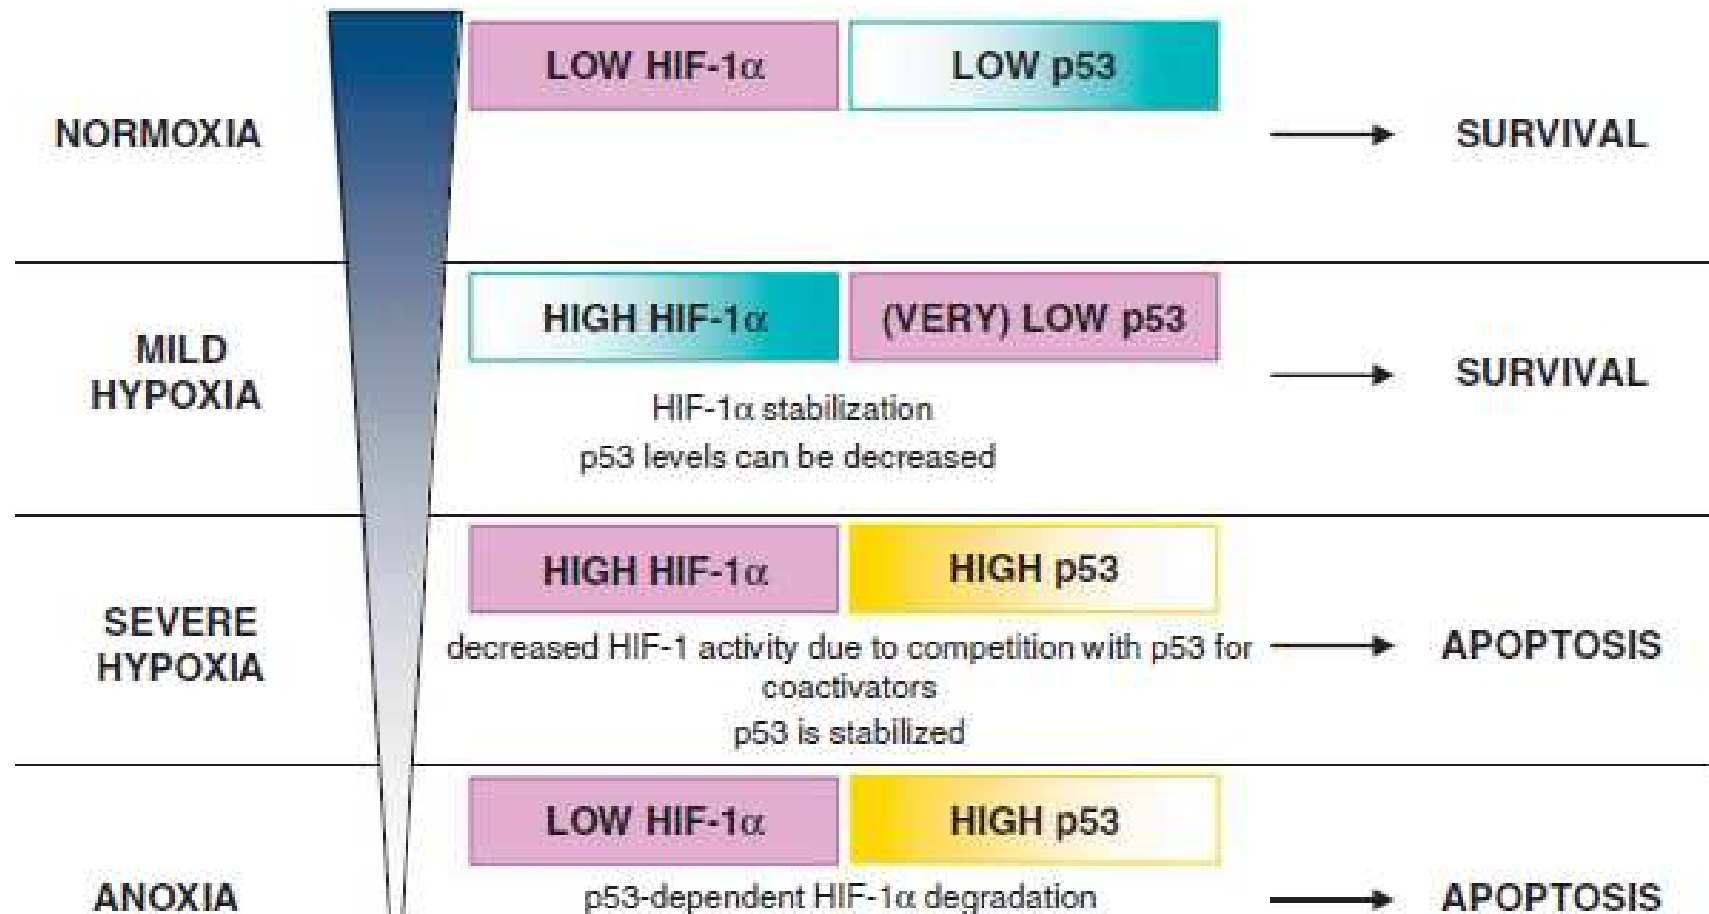 LOW HIF-1α
LOW p53
NORMOXIA
SURVIVAL
HIGH HIF-1α
(VERY) LOW p53
MILD
HYPOXIA
SURVIVAL
HIF-1α stabilization
p53 levels can be decreased
HIGH HIF-1α
HIGH p53
SEVERE
HYPOXIA
decreased HIF-1 activity due to competition with p53 for
coactivators
p53 is stabilized
APOPTOSIS
LOW HIF-1α
HIGH p53
ANOXIA
p53-dependent HIF-1α degradation
APOPTOSIS